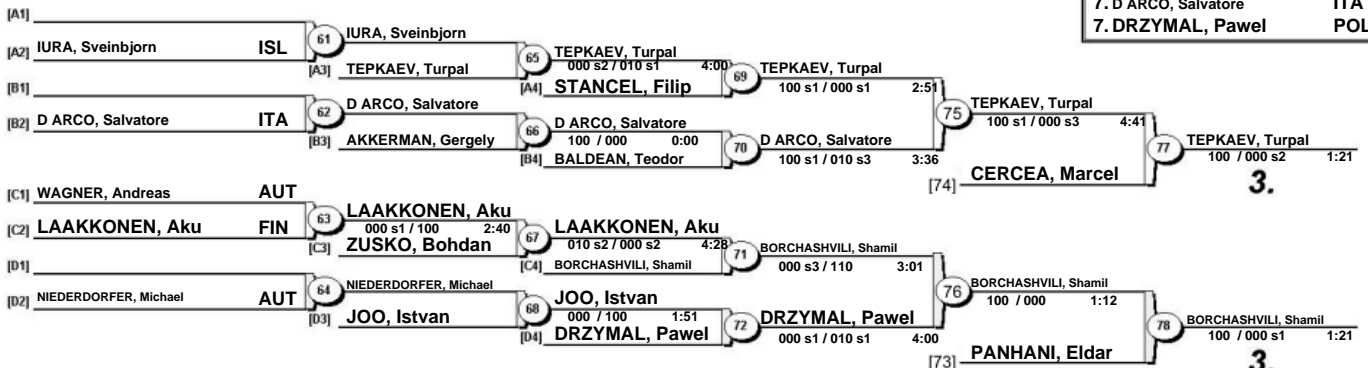 7. D ARCO, Salvatore ITA
7. DRZYMAL, Pawel POL
[A1]
[A2] IURA, Sveinbjorn ISL
61
IURA, Sveinbjorn
[A3] TEPKAEV, Turpal
65
TEPKAEV, Turpal
000 s2 / 010 s1 4:00
[A4] STANCEL, Filip
69
TEPKAEV, Turpal
100 s1 / 000 s1 2:51
[B1]
[B2] D ARCO, Salvatore ITA
62
D ARCO, Salvatore
[B3] AKKERMAN, Gergely
66
D ARCO, Salvatore
100 / 000 0:00
[B4] BALDEAN, Teodor
70
D ARCO, Salvatore
100 s1 / 010 s3 3:36
75
TEPKAEV, Turpal
100 s1 / 000 s3 4:41
[74] CERCEA, Marcel
77
TEPKAEV, Turpal
100 / 000 s2 1:21
3.
[C1] WAGNER, Andreas AUT
[C2] LAAKKONEN, Aku FIN
63
LAAKKONEN, Aku
000 s1 / 100 2:40
[C3] ZUSKO, Bohdan
67
LAAKKONEN, Aku
010 s2 / 000 s2 4:28
[C4] BORCHASHVILI, Shamil
71
BORCHASHVILI, Shamil
000 s3 / 110 3:01
[D1]
[D2] NIEDERDORFER, Michael AUT
64
NIEDERDORFER, Michael
[D3] JOO, Istvan
68
JOO, Istvan
000 / 100 1:51
[D4] DRZYMAL, Pawel
72
DRZYMAL, Pawel
000 s1 / 010 s1 4:00
76
BORCHASHVILI, Shamil
100 / 000 1:12
[73] PANHANI, Eldar
78
BORCHASHVILI, Shamil
100 / 000 s1 1:21
3.